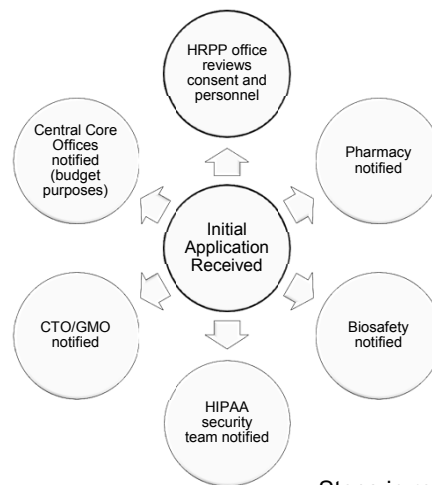 HRPP office
reviews
consent and
personnel
Central Core
Offices
notified
(budget
purposes)
Pharmacy
notified
Initial
Application
Received
CTO/GMO
notified
Biosafety
notified
HIPAA
security
team notified